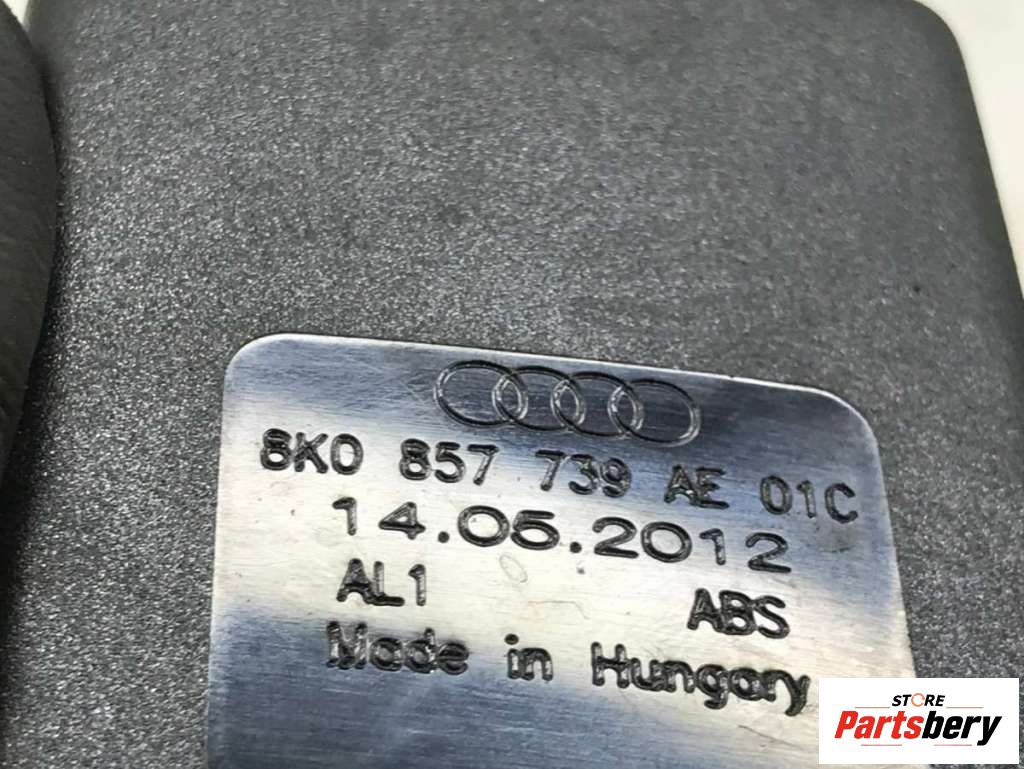 8K0 857 739 AE 01C
14.05.2012
AL1 ABS
Made in Hungary
STORE
Partsbery